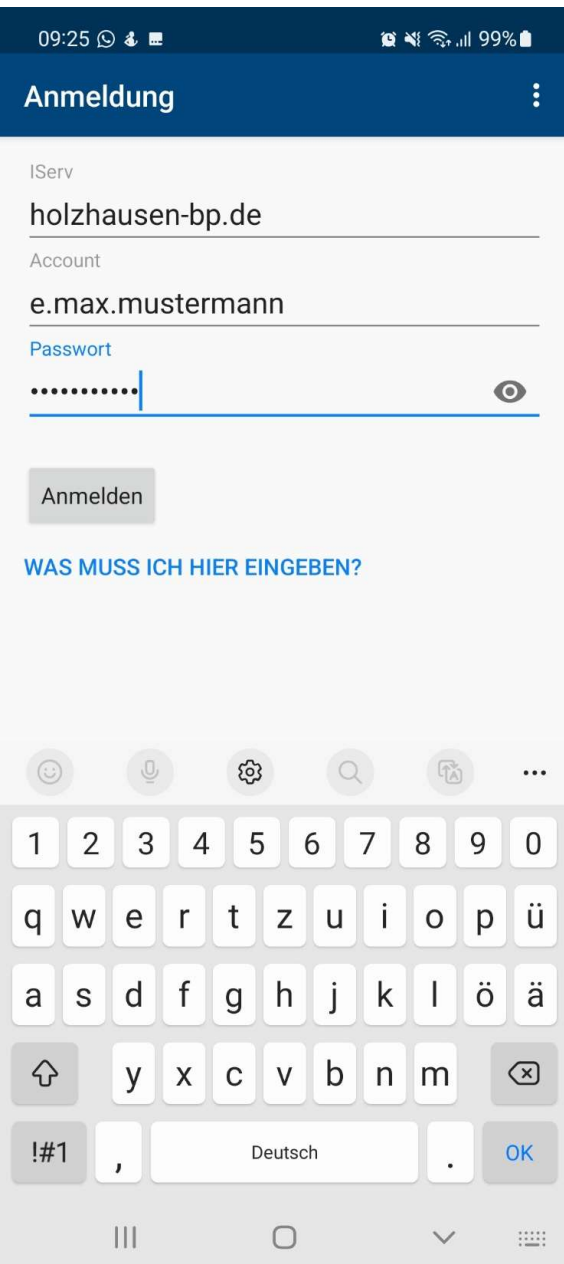 09:25 99%
Anmeldung
IServ
holzhausen-bp.de
Account
e.max.mustermann
Passwort
•••••••••••
Anmelden
WAS MUSS ICH HIER EINGEBEN?
1 2 3 4 5 6 7 8 9 0
q w e r t z u i o p ü
a s d f g h j k l ö ä
y x c v b n m
!#1 , Deutsch . OK